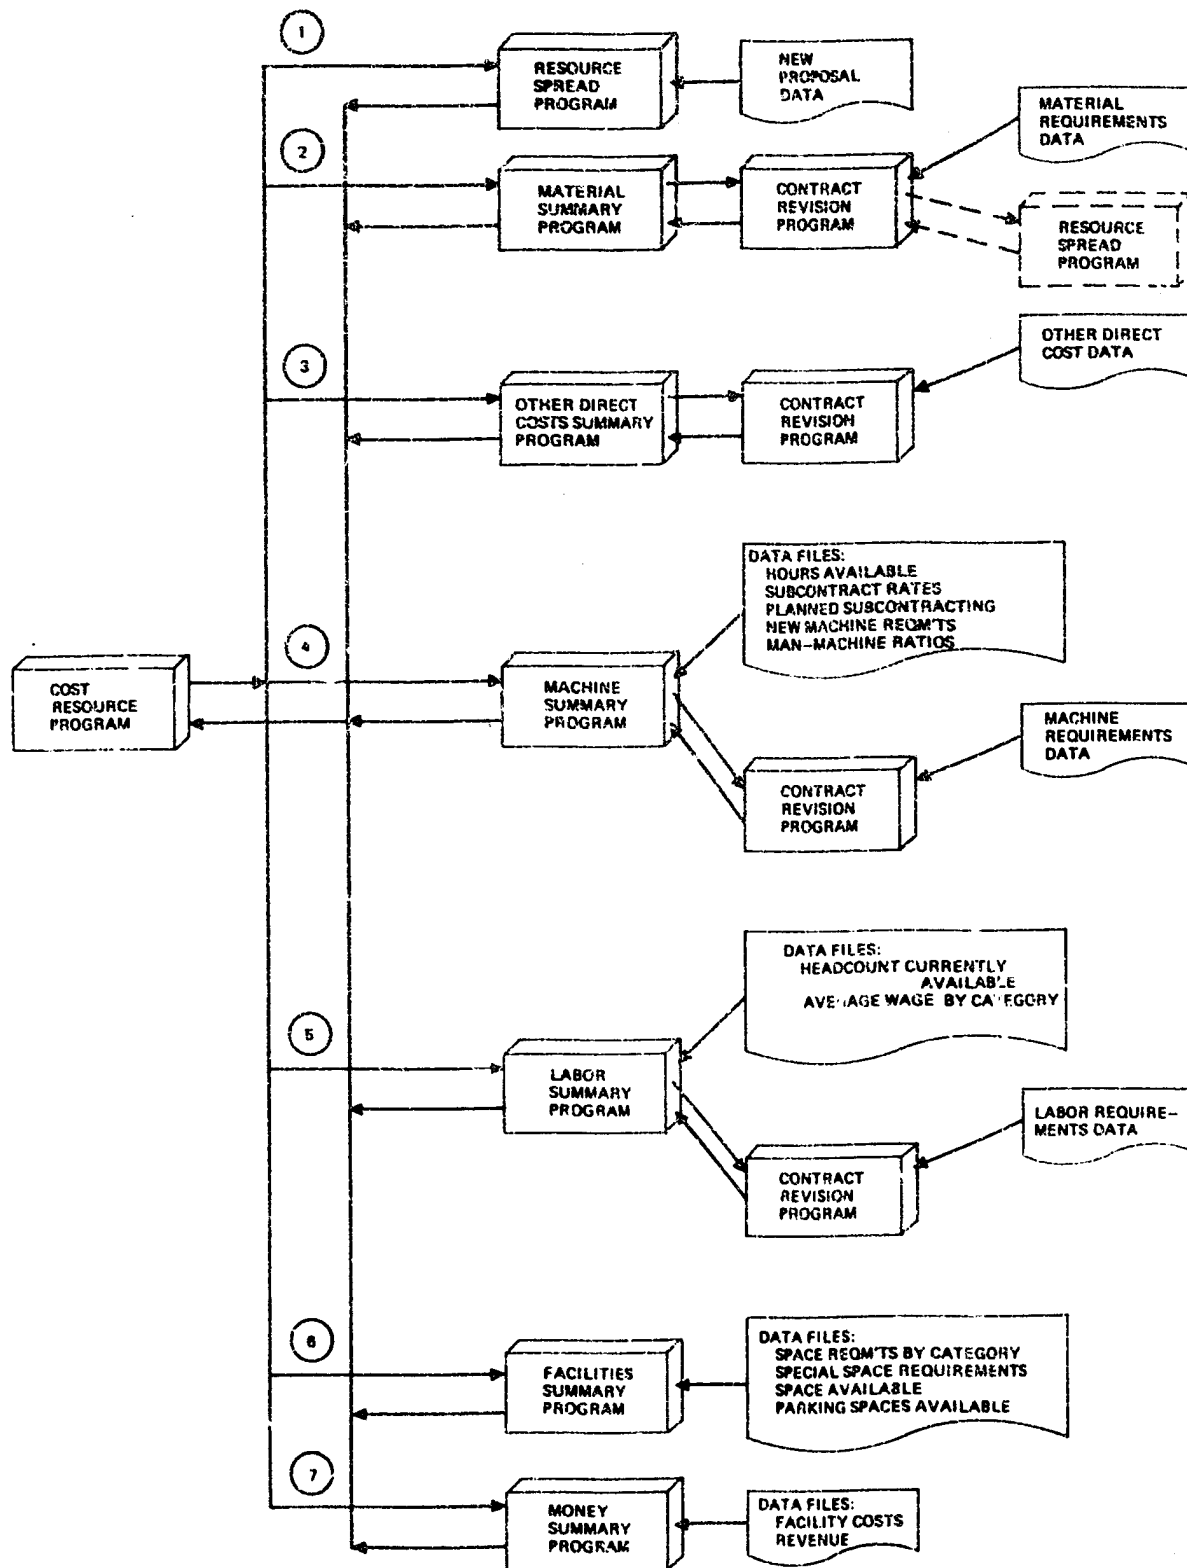 1
RESOURCE
SPREAD
PROGRAM
NEW
PROPOSAL
DATA
2
MATERIAL
SUMMARY
PROGRAM
CONTRACT
REVISION
PROGRAM
MATERIAL
REQUIREMENTS
DATA
RESOURCE
SPREAD
PROGRAM
3
OTHER DIRECT
COSTS SUMMARY
PROGRAM
CONTRACT
REVISION
PROGRAM
OTHER DIRECT
COST DATA
COST
RESOURCE
PROGRAM
4
MACHINE
SUMMARY
PROGRAM
DATA FILES:
HOURS AVAILABLE
SUBCONTRACT RATES
PLANNED SUBCONTRACTING
NEW MACHINE REQM'TS
MAN-MACHINE RATIOS
CONTRACT
REVISION
PROGRAM
MACHINE
REQUIREMENTS
DATA
5
LABOR
SUMMARY
PROGRAM
DATA FILES:
HEADCOUNT CURRENTLY
AVAILABLE
AVERAGE WAGE BY CATEGORY
CONTRACT
REVISION
PROGRAM
LABOR REQUIRE-
MENTS DATA
6
FACILITIES
SUMMARY
PROGRAM
DATA FILES:
SPACE REQM'TS BY CATEGORY
SPECIAL SPACE REQUIREMENTS
SPACE AVAILABLE
PARKING SPACES AVAILABLE
7
MONEY
SUMMARY
PROGRAM
DATA FILES:
FACILITY COSTS
REVENUE